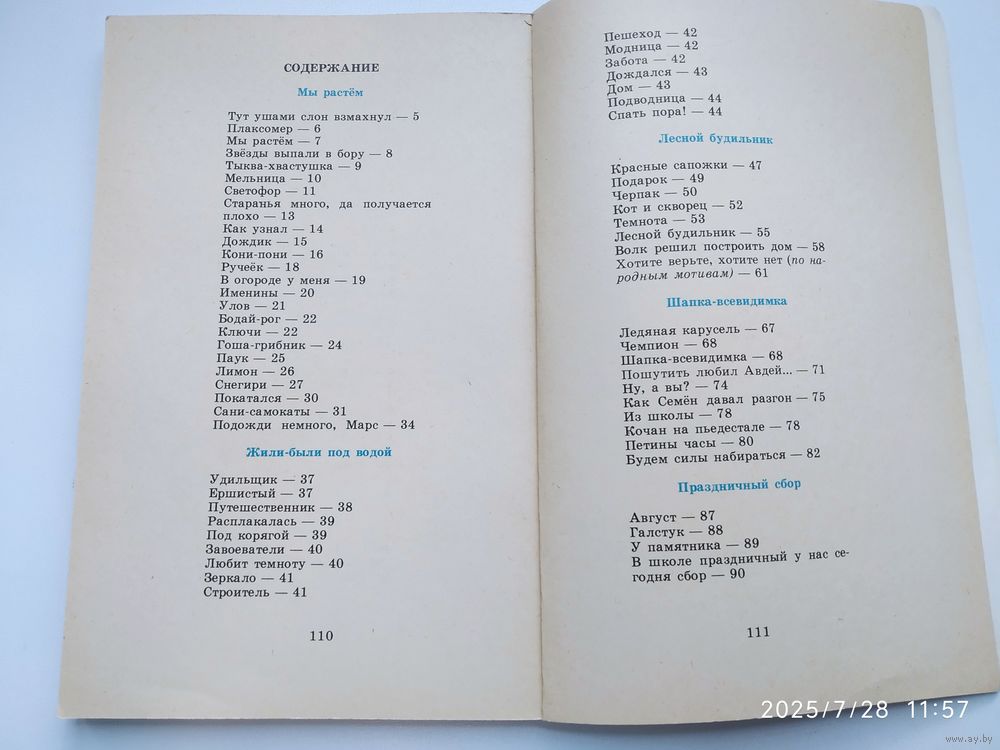 СОДЕРЖАНИЕ
Мы растём
Тут ушами слон взмахнул — 5
Плаксомер — 6
Мы растём — 7
Звёзды выпали в бору — 8
Тыква-хвастушка — 9
Мельница — 10
Светофор — 11
Старанья много, да получается
плохо — 13
Как узнал — 14
Дождик — 15
Кони-пони — 16
Ручеёк — 18
В огороде у меня — 19
Именины — 20
Улов — 21
Бодай-рог — 22
Ключи — 22
Гоша-грибник — 24
Паук — 25
Лимон — 26
Снегири — 27
Покатался — 30
Сани-самокаты — 31
Подожди немного, Марс — 34
Жили-были под водой
Удильщик — 37
Ершистый — 37
Путешественник — 38
Расплакалась — 39
Под корягой — 39
Завоеватели — 40
Любит темноту — 40
Зеркало — 41
Строитель — 41
110
Пешеход — 42
Модница — 42
Забота — 42
Дождался — 43
Дом — 43
Подводница — 44
Спать пора! — 44
Лесной будильник
Красные сапожки — 47
Подарок — 49
Черпак — 50
Кот и скворец — 52
Темнота — 53
Лесной будильник — 55
Волк решил построить дом — 58
Хотите верьте, хотите нет (по на-
родным мотивам) — 61
Шапка-всевидимка
Ледяная карусель — 67
Чемпион — 68
Шапка-всевидимка — 68
Пошутить любил Авдей... — 71
Ну, а вы? — 74
Как Семён давал разгон — 75
Из школы — 78
Кочан на пьедестале — 78
Петины часы — 80
Будем силы набираться — 82
Праздничный сбор
Август — 87
Галстук — 88
У памятника — 89
В школе праздничный у нас се-
годня сбор — 90
111
2025/7/28 11:57
www.ay.by